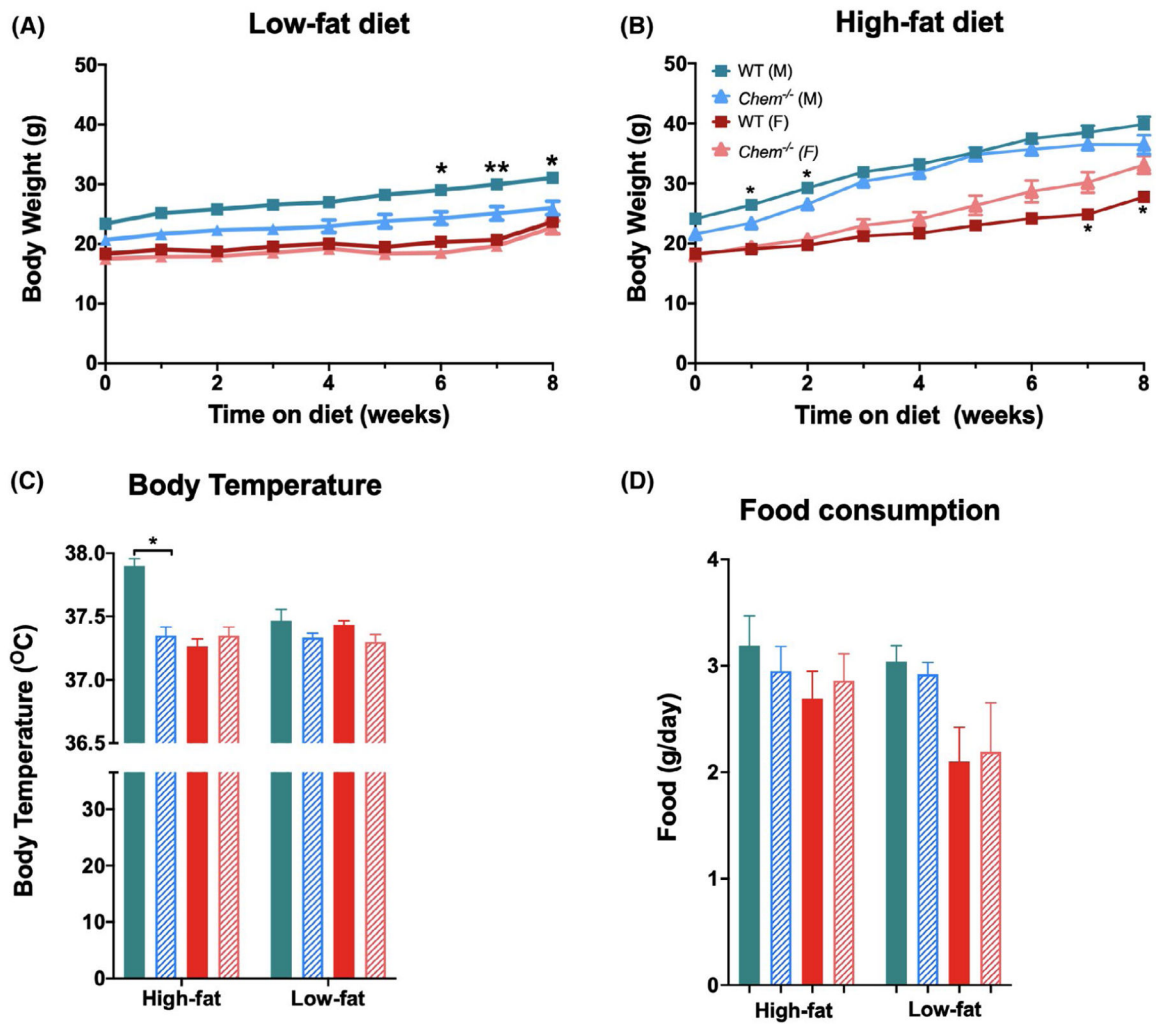 (A)
Low-fat diet
50
40
30
20
10
0
Body Weight (g)
* ** *
0 2 4 6 8
Time on diet (weeks)
(B)
High-fat diet
50
40
30
20
10
0
Body Weight (g)
WT (M)
Chem-/- (M)
WT (F)
Chem-/- (F)
* *
*
*
0 2 4 6 8
Time on diet (weeks)
(C)
Body Temperature
*
38.0
37.5
37.0
36.5
30
20
10
0
Body Temperature (OC)
High-fat Low-fat
(D)
Food consumption
4
3
2
1
0
Food (g/day)
High-fat Low-fat